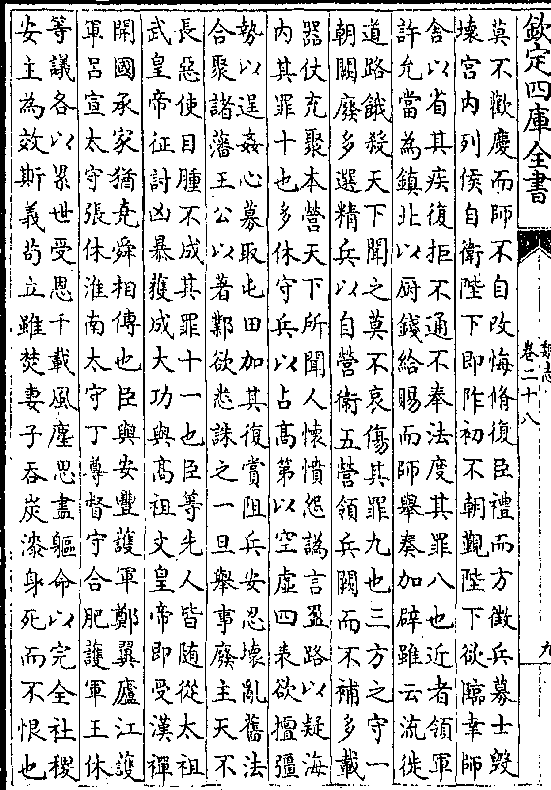 欽定四庫全書
魏志
卷二十八
九
莫不歡慶而師不自改悔脩復臣禮而方徵兵募士毀
壊宮内列侯自衛陛下即阼初不朝覲陛下欲臨幸師
舎以省其疾復拒不通不奉法度其罪八也近者領軍
許允當為鎮北以厨錢給賜而師舉奏加辟雖云流徙
道路餓殺天下聞之莫不哀傷其罪九也三方之守一
朝闕廢多選精兵以自營衛五營領兵闕而不補多載
器仗充聚本營天下所聞人懷憤怨譌言盈路以疑海
内其罪十也多休守兵以占髙第以空虛四表欲擅彊
勢以逞姦心募取屯田加其復賞阻兵安忍壊亂舊法
合聚諸藩王公以著鄴欲悉誅之一旦舉事廢主天不
長惡使目腫不成其罪十一也臣等先人皆隨從太祖
武皇帝征討凶暴獲成大功與髙祖文皇帝即受漢禪
開國承家猶堯舜相傳也臣與安豐護軍鄭翼廬江護
軍呂宣太守張休淮南太守丁尊督守合肥護軍王休
等議各以累世受恩千載風塵思盡軀命以完全社稷
安主為效斯義茍立雖焚妻子吞炭漆身死而不恨也